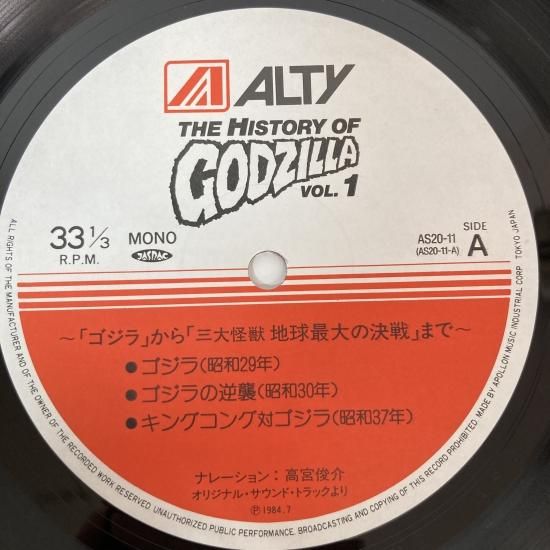 ALTY
THE HISTORY OF
GODZILLA
VOL. 1
33 1/3
R.P.M.
MONO
JASRAC
AS20-11
(AS20-11-A)
SIDE
A
〜「ゴジラ」から「三大怪獣 地球最大の決戦」まで〜
●ゴジラ(昭和29年)
●ゴジラの逆襲(昭和30年)
●キングコング対ゴジラ(昭和37年)
ナレーション：高宮俊介
オリジナル・サウンド・トラックより
Ⓟ1984.7
ALL RIGHTS OF THE MANUFACTURER AND OF THE OWNER OF THE RECORDED WORK RESERVED. UNAUTHORIZED PUBLIC PERFORMANCE. BROADCASTING AND COPYING OF THIS RECORD PROHIBITED. MADE BY APOLLON MUSIC INDUSTRIAL CORP. TOKYO JAPAN